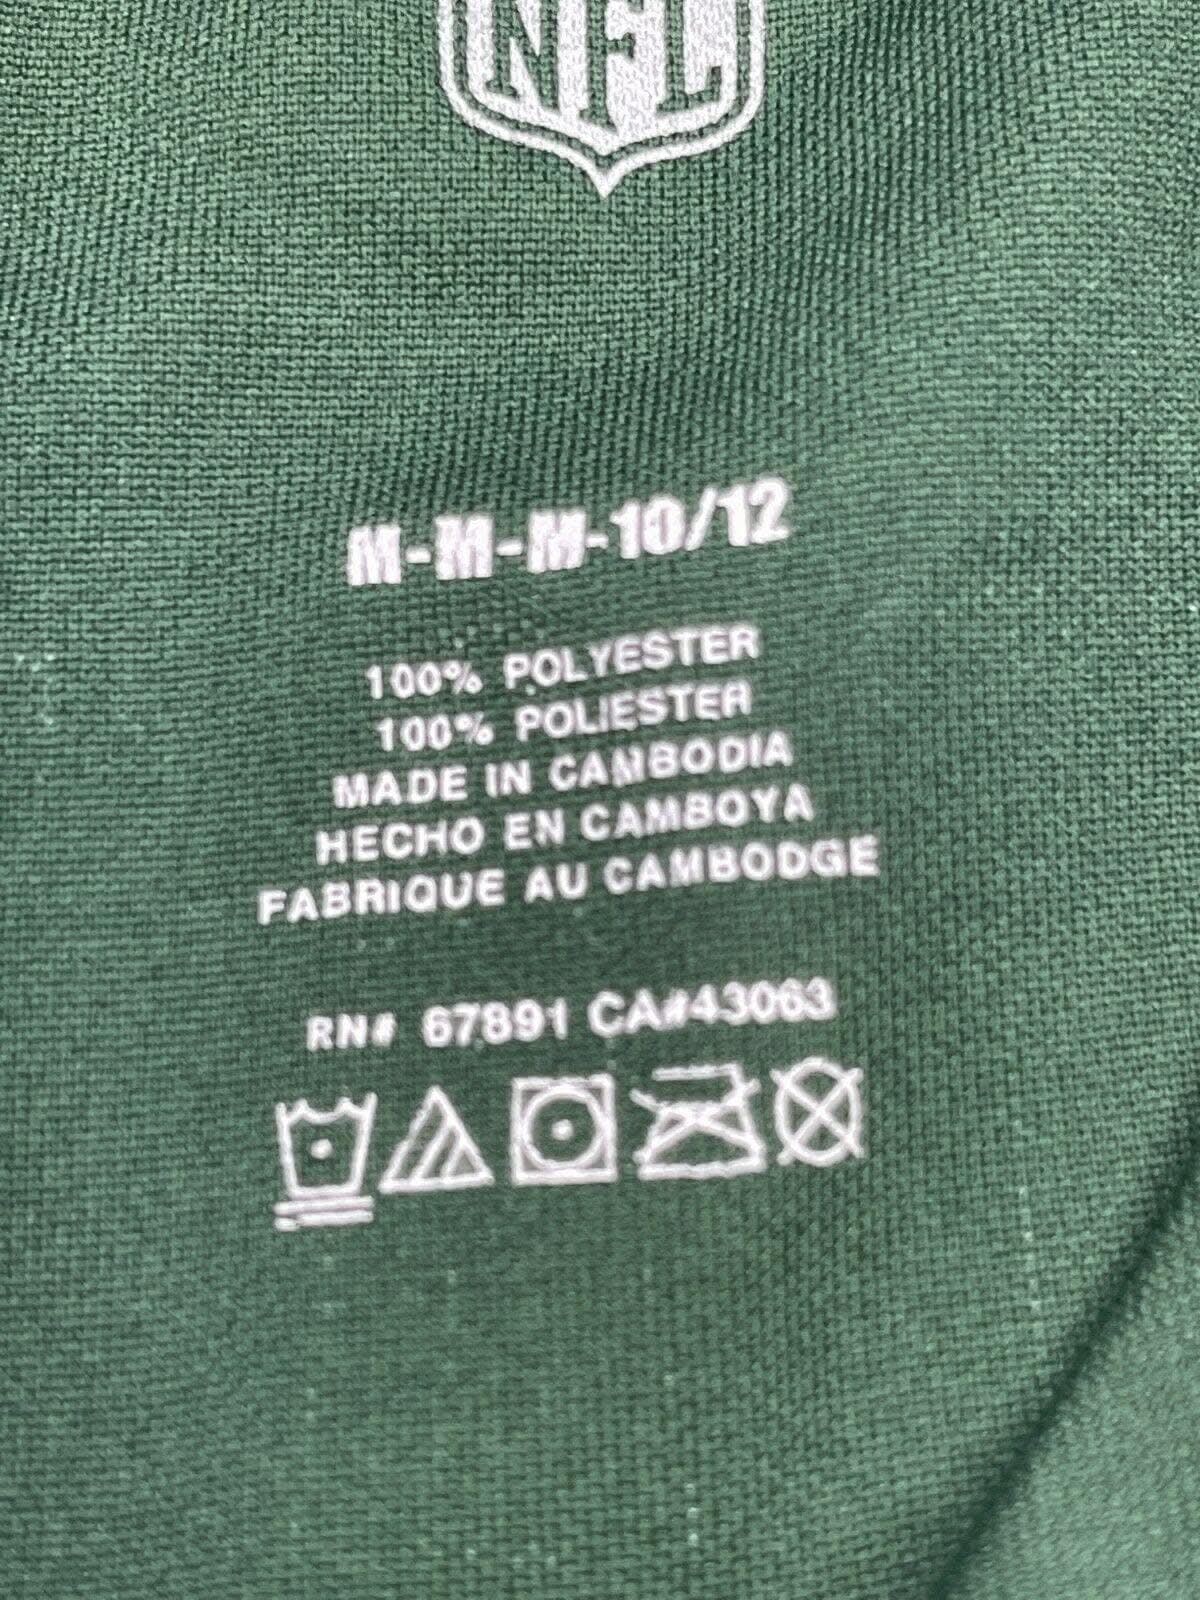 NFL
M-M-M-10/12
100% POLYESTER
100% POLIESTER
MADE IN CAMBODIA
HECHO EN CAMBOYA
FABRIQUE AU CAMBODGE
RN# 67891 CA#43063